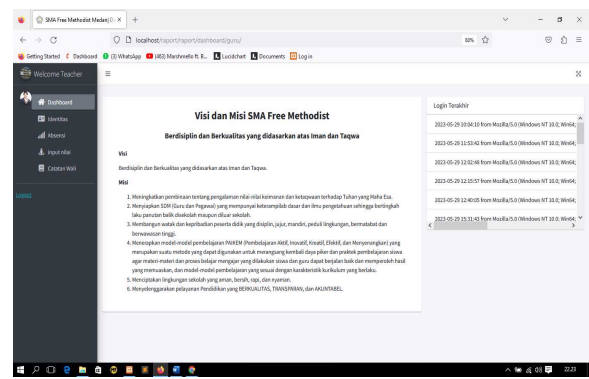 SMA Free Methodist Medan| D
localhost/raport/raport/dashboard/guru/
80%
Getting Started
Dashboard
(3) WhatsApp
(463) Marshmello ft. B...
Lucidchart
Documents
Log in
Welcome Teacher
Dashboard
Identitas
Absensi
input nilai
Catatan Wali
Logout
Visi dan Misi SMA Free Methodist
Berdisiplin dan Berkualitas yang didasarkan atas Iman dan Taqwa
Visi
Berdisiplin dan Berkualitas yang didasarkan atas Iman dan Taqwa.
Misi
1. Meningkatkan pembinaan tentang pengalaman nilai-nilai keimanan dan ketaqwaan terhadap Tuhan yang Maha Esa.
2. Menyiapkan SDM (Guru dan Pegawai) yang mempunyai keterampilah dasar dan ilmu pengetahuan sehingga bertingkah
laku panutan balik disekolah maupun diluar sekolah.
3. Membangun watak dan kepribadian peserta didik yang disiplin, jujur, mandiri, peduli lingkungan, bermatabat dan
berwawasan tinggi.
4. Menerapkan model-model pembelajaran PAIKEM (Pembelajaran Aktif, Inovatif, Kreatif, Efektif, dan Menyenangkan) yang
merupakan suatu metode yang dapat digunakan untuk merangsang kembali daya piker dan praktek pembelajaran siswa
agar materi-materi dan proses belajar mengajar yang dilakukan siswa dan guru dapat berjalan baik dan memperoleh hasil
yang memuaskan, dan model-model pembelajaran yang sesuai dengan karakteristik kurikulum yang berlaku.
5. Menciptakan lingkungan sekolah yang aman, bersih, rapi, dan nyaman.
6. Menyelenggarakan pelayanan Pendidikan yang BERKUALITAS, TRANSPARAN, dan AKUNTABEL.
Login Terakhir
2023-05-29 10:04:10 from Mozilla/5.0 (Windows NT 10.0; Win64;
2023-05-29 11:53:42 from Mozilla/5.0 (Windows NT 10.0; Win64;
2023-05-29 12:02:48 from Mozilla/5.0 (Windows NT 10.0; Win64;
2023-05-29 12:15:57 from Mozilla/5.0 (Windows NT 10.0; Win64;
2023-05-29 12:40:05 from Mozilla/5.0 (Windows NT 10.0; Win64;
2023-05-29 15:31:43 from Mozilla/5.0 (Windows NT 10.0; Win64;
22.23